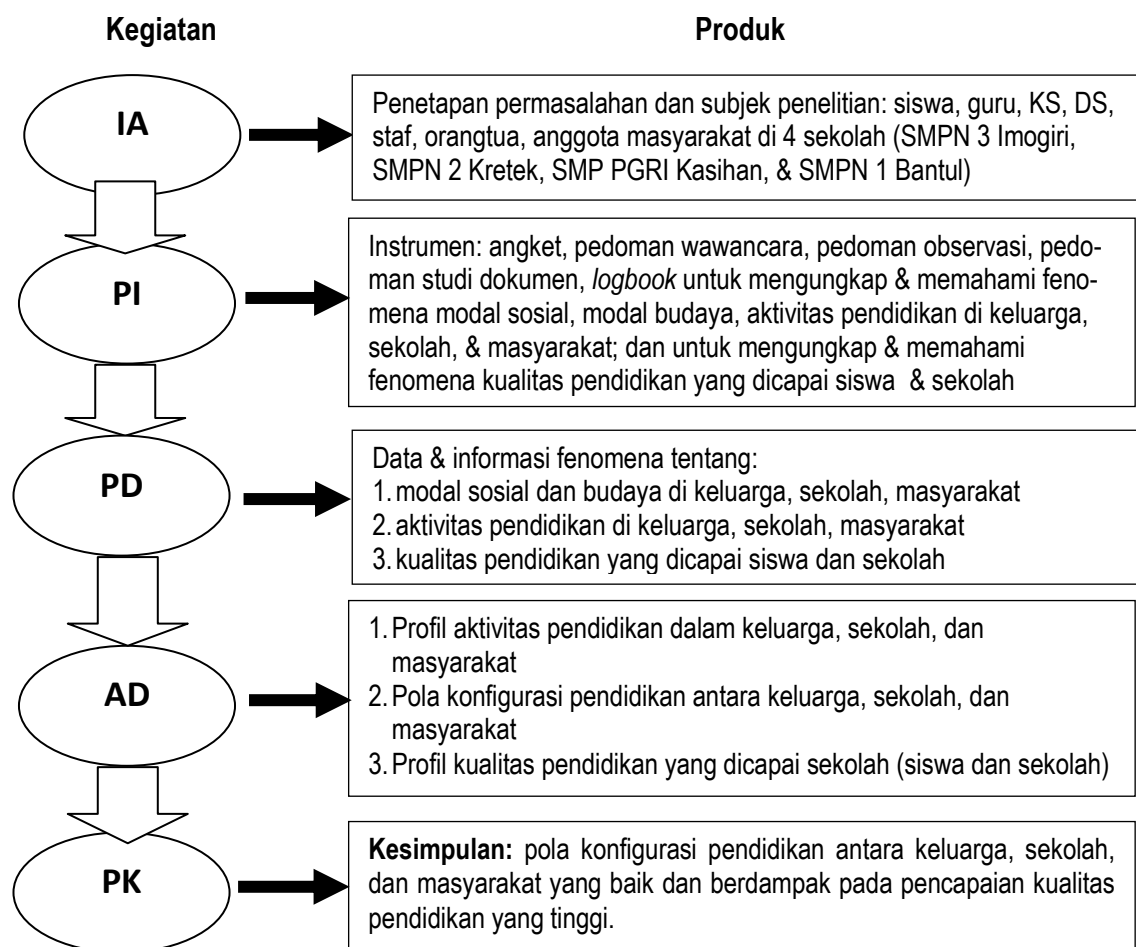 Kegiatan
Produk
IA
Penetapan permasalahan dan subjek penelitian: siswa, guru, KS, DS,
staf, orangtua, anggota masyarakat di 4 sekolah (SMPN 3 Imogiri,
SMPN 2 Kretek, SMP PGRI Kasihan, & SMPN 1 Bantul)
PI
Instrumen: angket, pedoman wawancara, pedoman observasi, pedo-
man studi dokumen, logbook untuk mengungkap & memahami feno-
mena modal sosial, modal budaya, aktivitas pendidikan di keluarga,
sekolah, & masyarakat; dan untuk mengungkap & memahami
fenomena kualitas pendidikan yang dicapai siswa & sekolah
PD
Data & informasi fenomena tentang:
1. modal sosial dan budaya di keluarga, sekolah, masyarakat
2. aktivitas pendidikan di keluarga, sekolah, masyarakat
3. kualitas pendidikan yang dicapai siswa dan sekolah
AD
1. Profil aktivitas pendidikan dalam keluarga, sekolah, dan
masyarakat
2. Pola konfigurasi pendidikan antara keluarga, sekolah, dan
masyarakat
3. Profil kualitas pendidikan yang dicapai sekolah (siswa dan sekolah)
PK
Kesimpulan: pola konfigurasi pendidikan antara keluarga, sekolah,
dan masyarakat yang baik dan berdampak pada pencapaian kualitas
pendidikan yang tinggi.